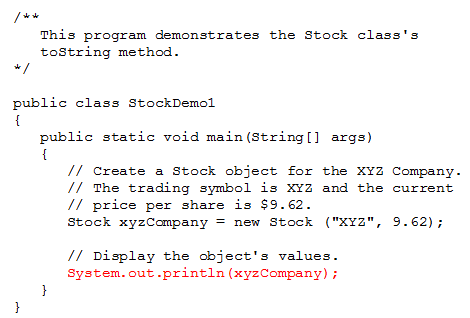 /**
This program demonstrates the Stock class's
toString method.
*/
public class StockDemo1
{
public static void main(String[] args)
{
// Create a Stock object for the XYZ Company.
// The trading symbol is XYZ and the current
// price per share is $9.62.
Stock xyzCompany = new Stock ("XYZ", 9.62);
// Display the object's values.
System.out.println(xyzCompany);
}
}